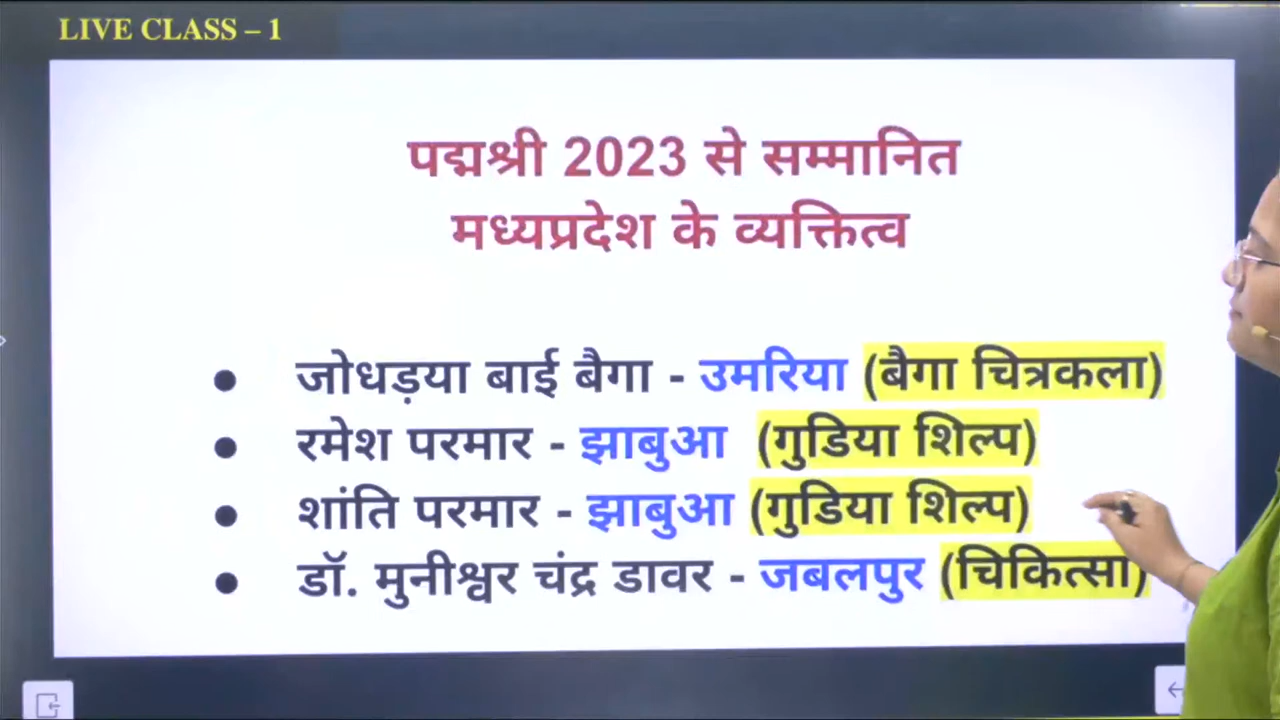 LIVE CLASS – 1
पद्मश्री 2023 से सम्मानित
मध्यप्रदेश के व्यक्तित्व
● जोधड़या बाई बैगा - उमरिया (बैगा चित्रकला)
● रमेश परमार - झाबुआ (गुडिया शिल्प)
● शांति परमार - झाबुआ (गुडिया शिल्प)
● डॉ. मुनीश्वर चंद्र डावर - जबलपुर (चिकित्सा)